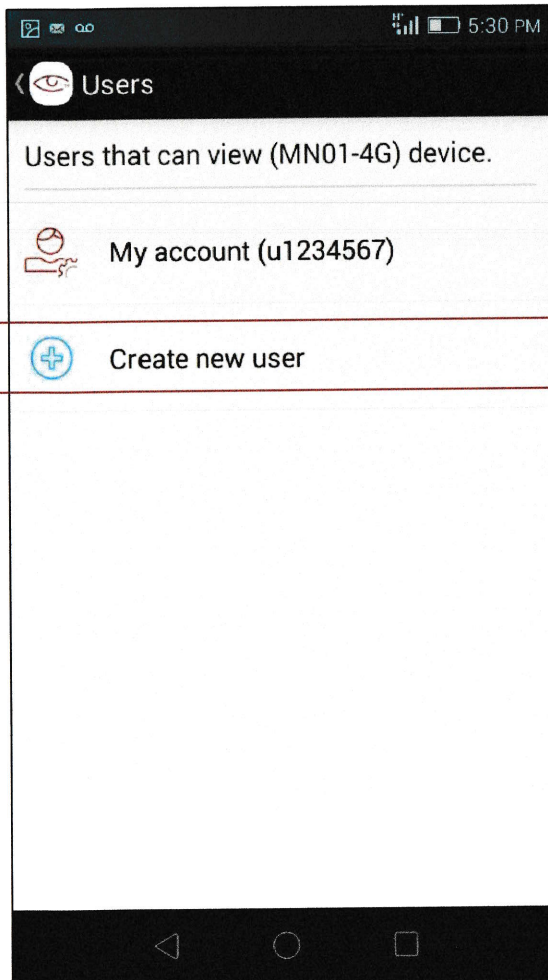 5:30 PM
Users
Users that can view (MN01-4G) device.
My account (u1234567)
Create new user